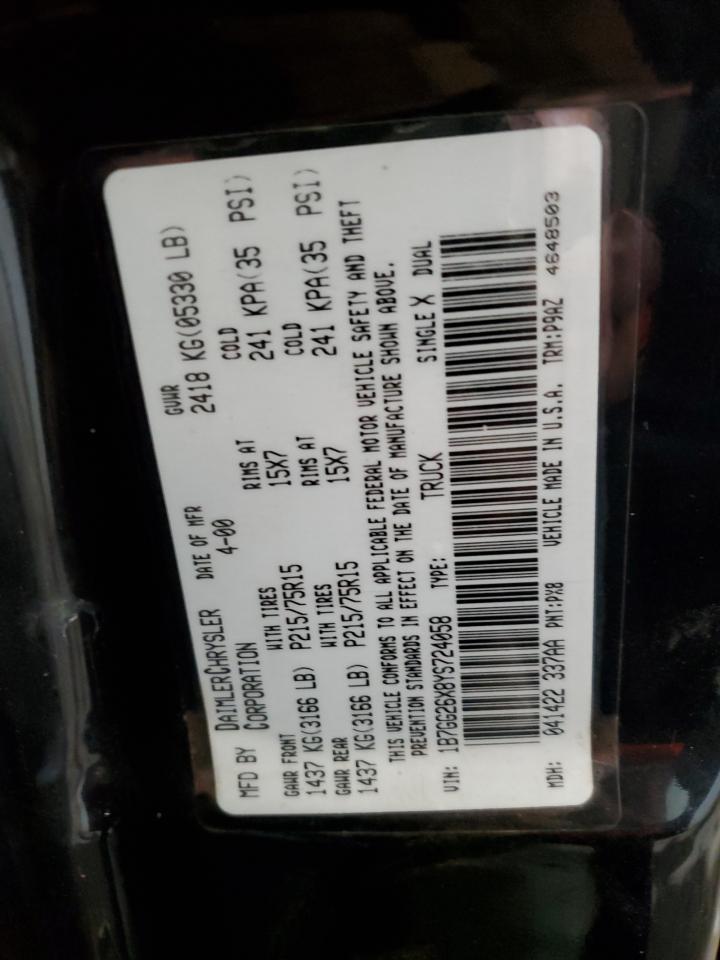 MFD BY DAIMLERCHRYSLER CORPORATION DATE OF MFR 4-00 GVWR 2418 KG(05330 LB)
GAWR FRONT WITH TIRES RIMS AT COLD
1437 KG(3166 LB) P215/75R15 15X7 241 KPA(35 PSI)
GAWR REAR WITH TIRES RIMS AT COLD
1437 KG(3166 LB) P215/75R15 15X7 241 KPA(35 PSI)
THIS VEHICLE CONFORMS TO ALL APPLICABLE FEDERAL MOTOR VEHICLE SAFETY AND THEFT
PREVENTION STANDARDS IN EFFECT ON THE DATE OF MANUFACTURE SHOWN ABOVE.
VIN: 1B7GG26X8YS724058 TYPE: TRUCK SINGLE X DUAL
MDH: 041422 337AA PNT:PX8 VEHICLE MADE IN U.S.A. TRM:P9AZ 4648503